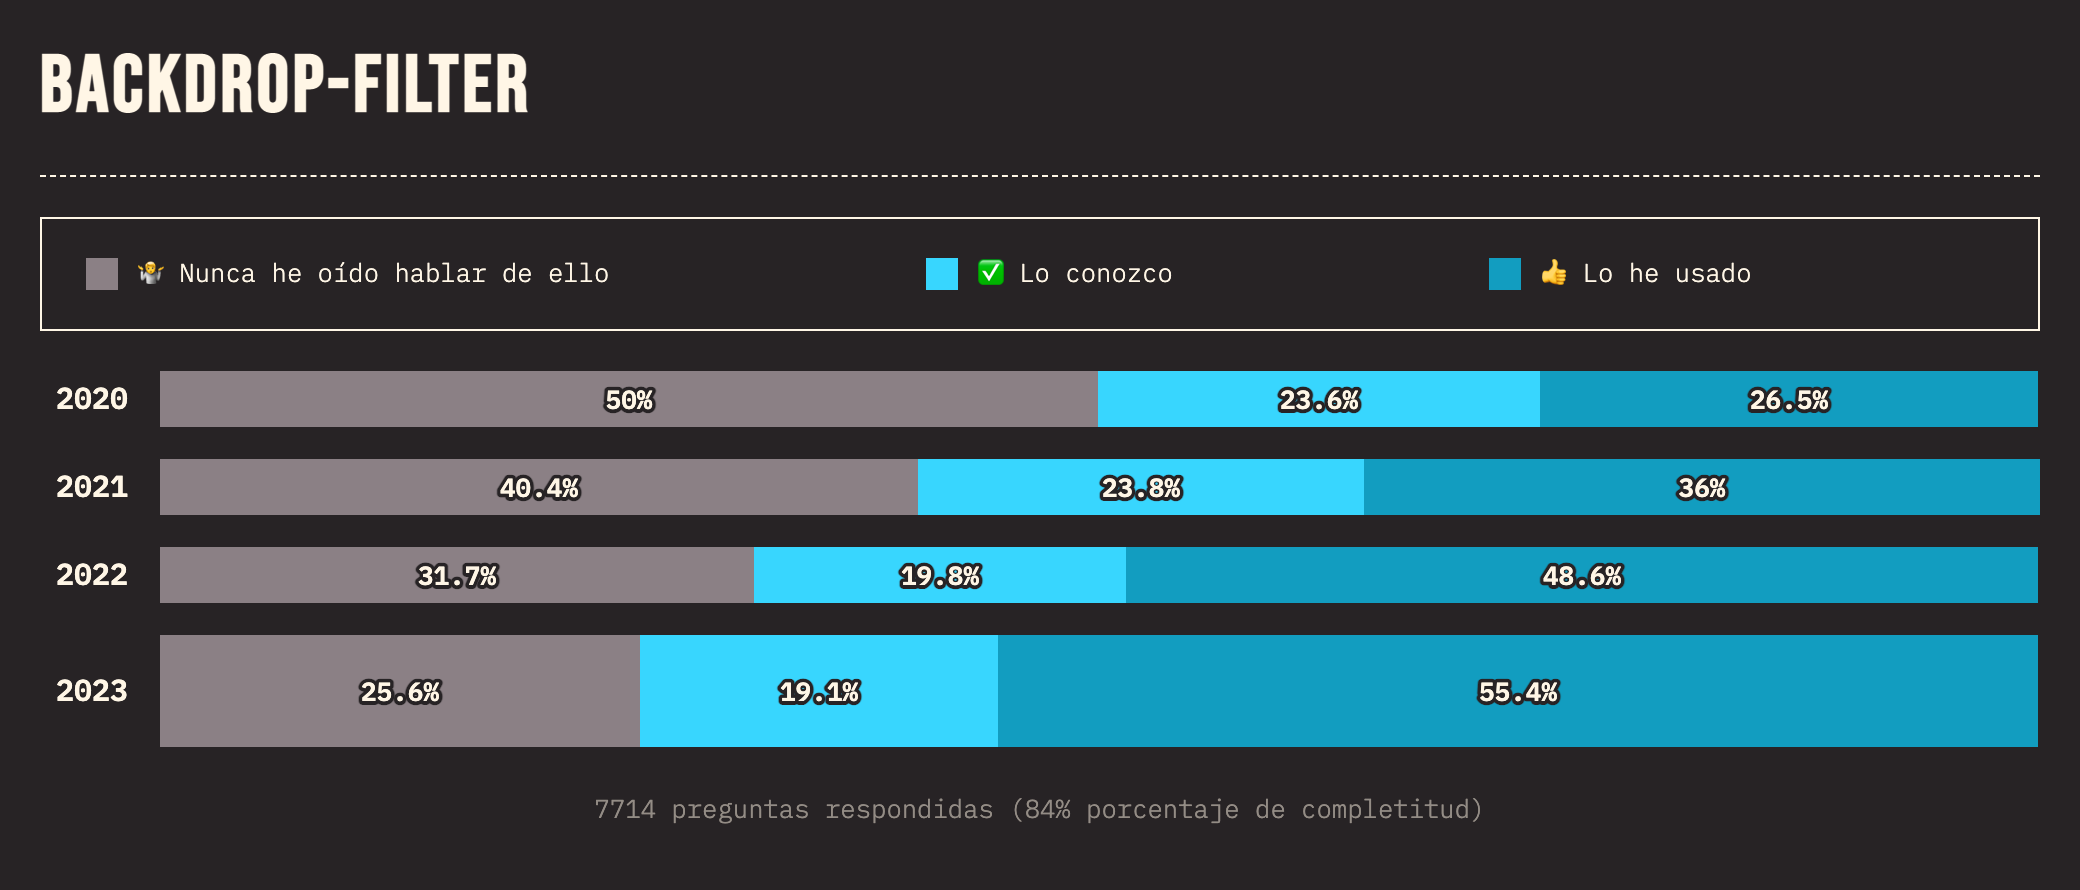 BACKDROP-FILTER
🤷 Nunca he oído hablar de ello ✅ Lo conozco 👍 Lo he usado
2020 50% 23.6% 26.5%
2021 40.4% 23.8% 36%
2022 31.7% 19.8% 48.6%
2023 25.6% 19.1% 55.4%
7714 preguntas respondidas (84% porcentaje de completitud)